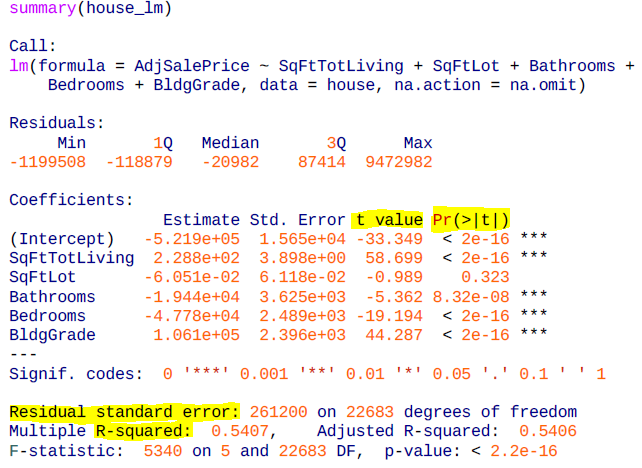 summary(house_lm)
Call:
lm(formula = AdjSalePrice ~ SqFtTotLiving + SqFtLot + Bathrooms +
Bedrooms + BldgGrade, data = house, na.action = na.omit)
Residuals:
Min 1Q Median 3Q Max
-1199508 -118879 -20982 87414 9472982
Coefficients:
Estimate Std. Error t value Pr(>|t|)
(Intercept) -5.219e+05 1.565e+04 -33.349 < 2e-16 ***
SqFtTotLiving 2.288e+02 3.898e+00 58.699 < 2e-16 ***
SqFtLot -6.051e-02 6.118e-02 -0.989 0.323
Bathrooms -1.944e+04 3.625e+03 -5.362 8.32e-08 ***
Bedrooms -4.778e+04 2.489e+03 -19.194 < 2e-16 ***
BldgGrade 1.061e+05 2.396e+03 44.287 < 2e-16 ***
---
Signif. codes: 0 '***' 0.001 '**' 0.01 '*' 0.05 '.' 0.1 ' ' 1
Residual standard error: 261200 on 22683 degrees of freedom
Multiple R-squared: 0.5407, Adjusted R-squared: 0.5406
F-statistic: 5340 on 5 and 22683 DF, p-value: < 2.2e-16